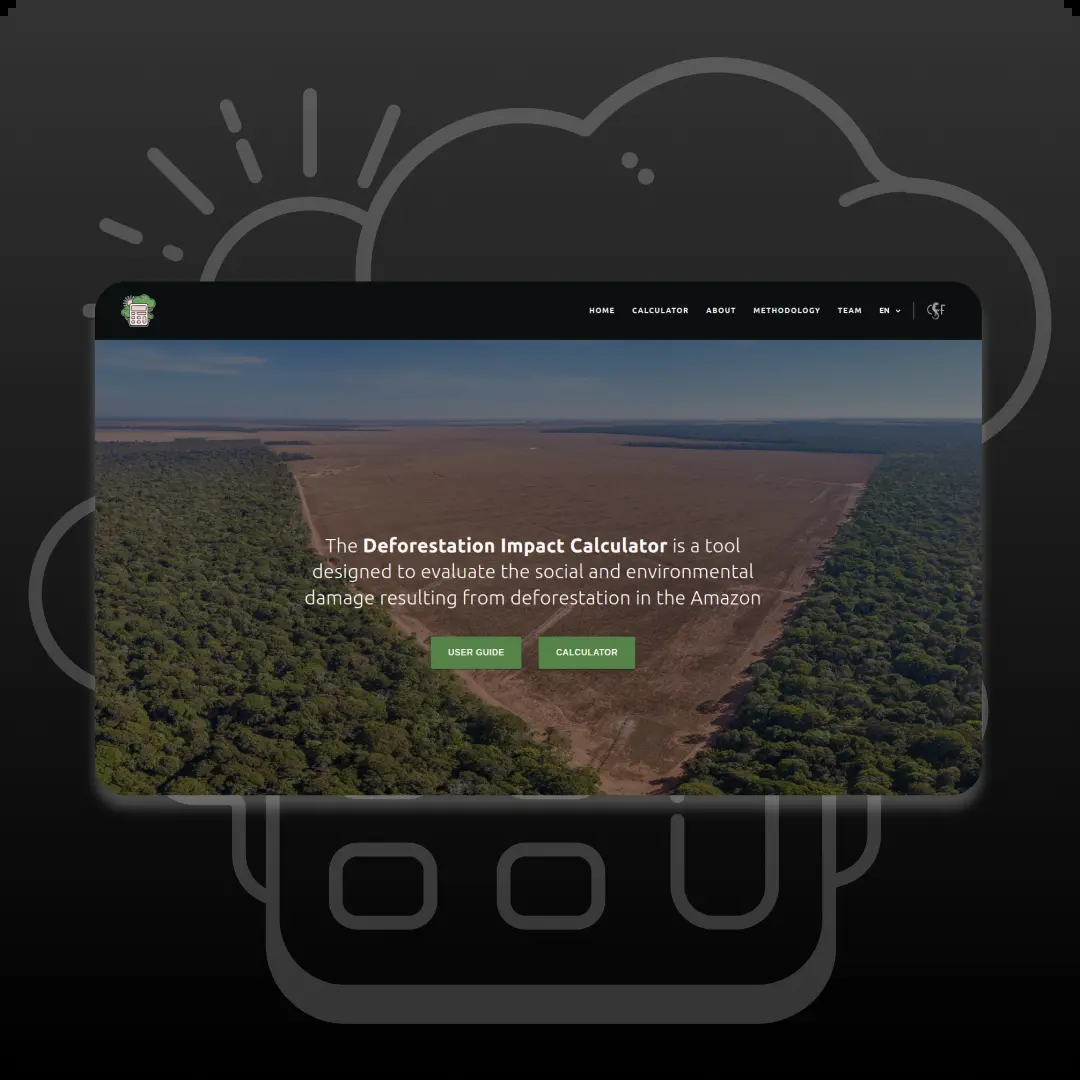 HOME CALCULATOR ABOUT METHODOLOGY TEAM EN CSF
The Deforestation Impact Calculator is a tool
designed to evaluate the social and environmental
damage resulting from deforestation in the Amazon
USER GUIDE CALCULATOR